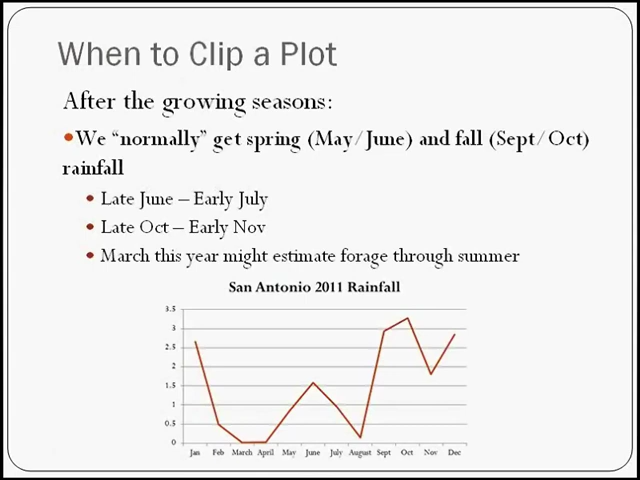 When to Clip a Plot
After the growing seasons:
•We “normally” get spring (May/June) and fall (Sept/Oct)
rainfall
• Late June – Early July
• Late Oct – Early Nov
• March this year might estimate forage through summer
San Antonio 2011 Rainfall
3.5
3
2.5
2
1.5
1
0.5
0
Jan Feb March April May June July August Sept Oct Nov Dec